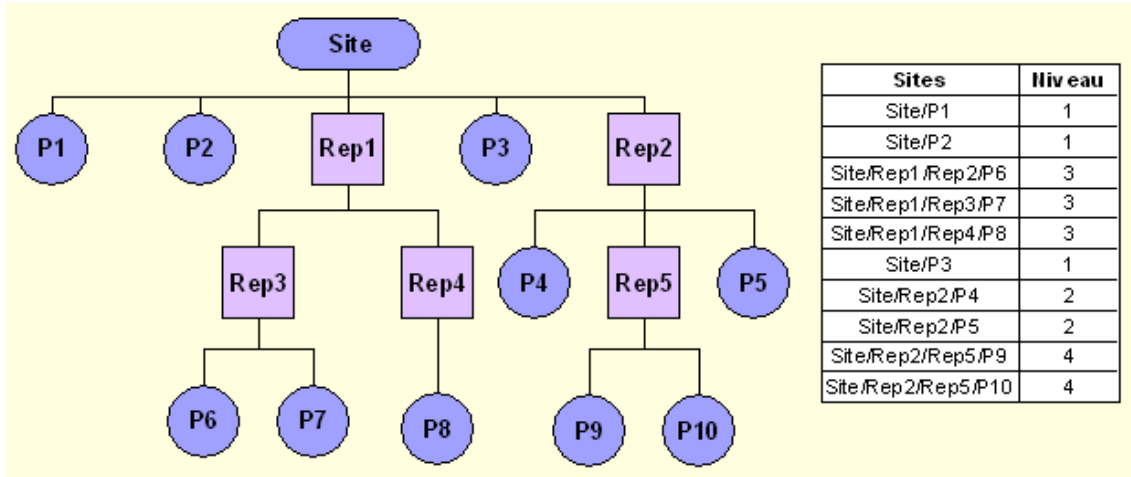 Site
P1 P2 Rep1 P3 Rep2
Rep3 Rep4 P4 Rep5 P5
P6 P7 P8 P9 P10
Sites Niveau
Site/P1 1
Site/P2 1
Site/Rep1/Rep2/P6 3
Site/Rep1/Rep3/P7 3
Site/Rep1/Rep4/P8 3
Site/P3 1
Site/Rep2/P4 2
Site/Rep2/P5 2
Site/Rep2/Rep5/P9 4
Site/Rep2/Rep5/P10 4